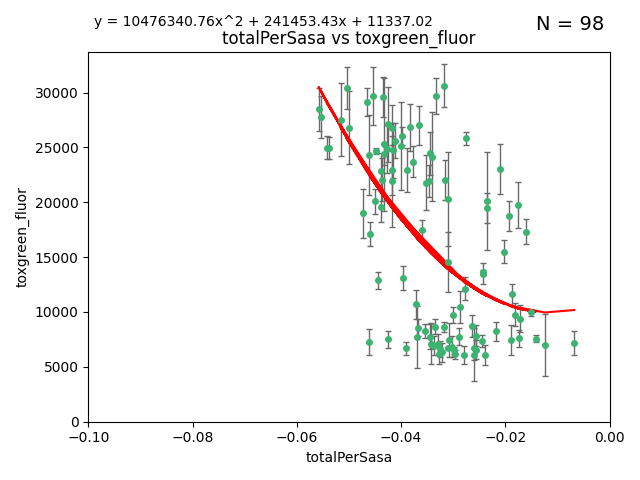 y = 10476340.76x^2 + 241453.43x + 11337.02
N = 98
totalPerSasa vs toxgreen_fluor
30000
25000
20000
15000
10000
5000
0
toxgreen_fluor
−0.10
−0.08
−0.06
−0.04
−0.02
0.00
totalPerSasa